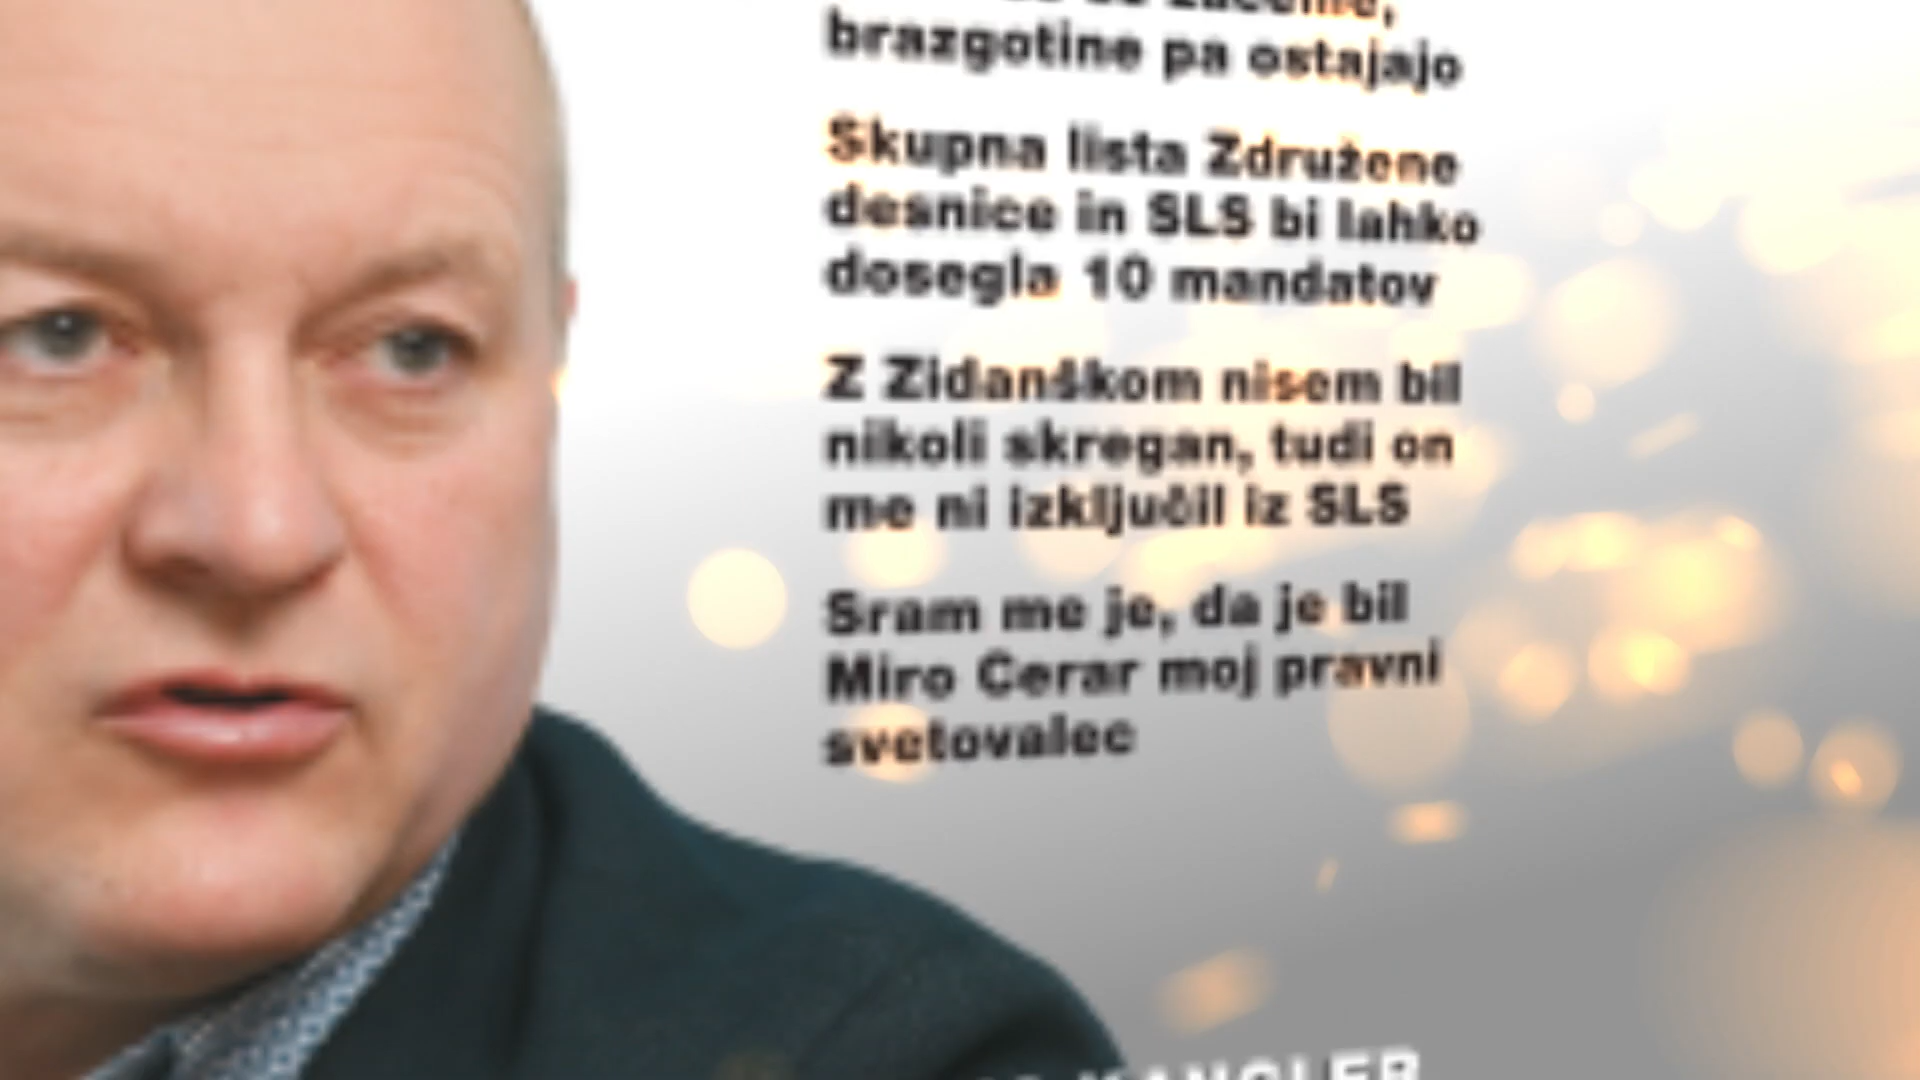 brazgotine pa ostajajo
Skupna lista Združene
desnice in SLS bi lahko
dosegla 10 mandatov
Z Zidanškom nisem bil
nikoli skregan, tudi on
me ni izključil iz SLS
Sram me je, da je bil
Miro Cerar moj pravni
svetovalec
KANGLER